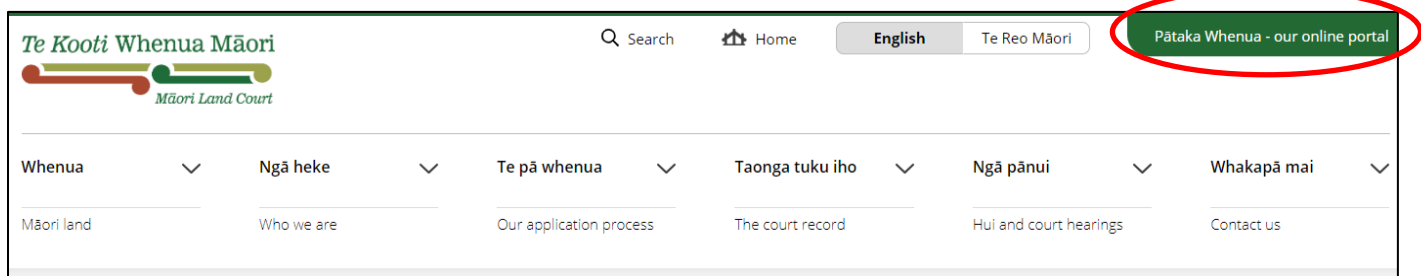 Te Kooti Whenua Māori
Māori Land Court
Search
Home
English
Te Reo Māori
Pātaka Whenua - our online portal
Whenua
Ngā heke
Te pā whenua
Taonga tuku iho
Ngā pānui
Whakapā mai
Māori land
Who we are
Our application process
The court record
Hui and court hearings
Contact us